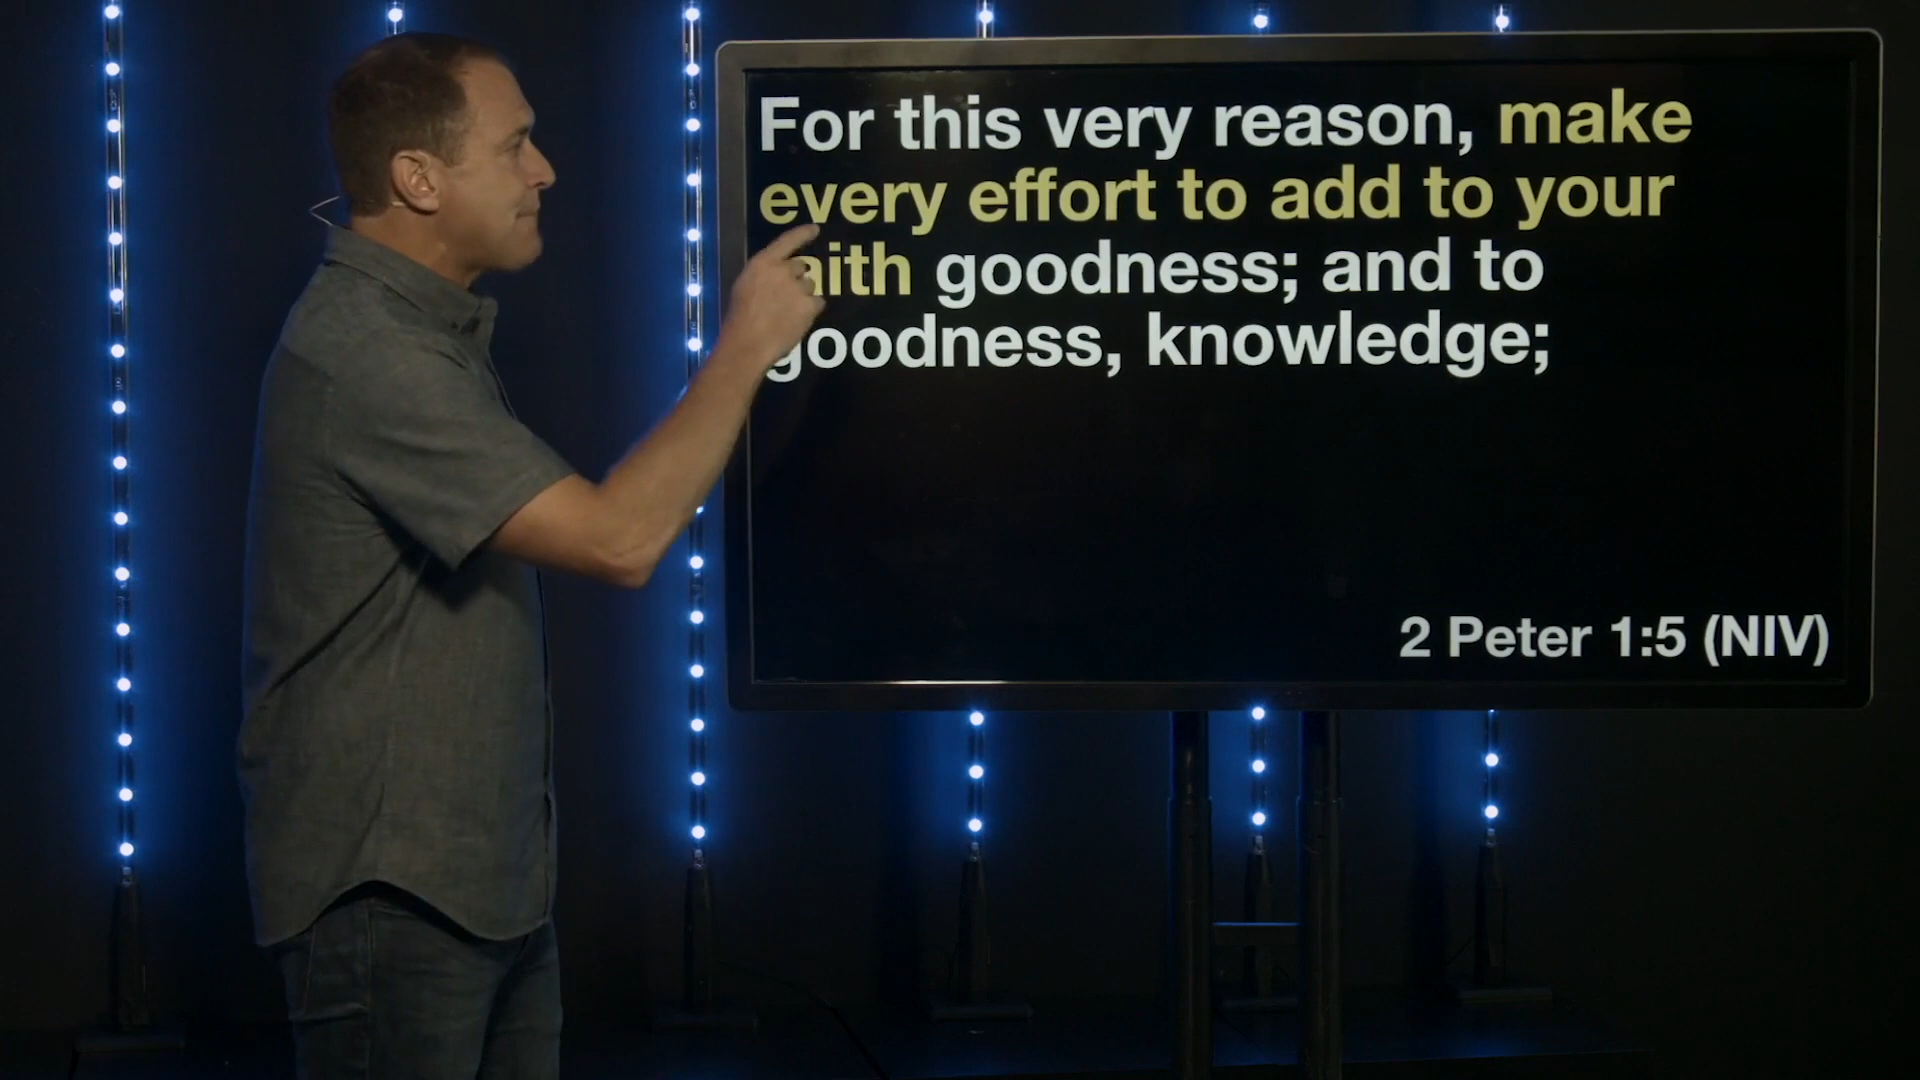 For this very reason, make
every effort to add to your
faith goodness; and to
goodness, knowledge;
2 Peter 1:5 (NIV)